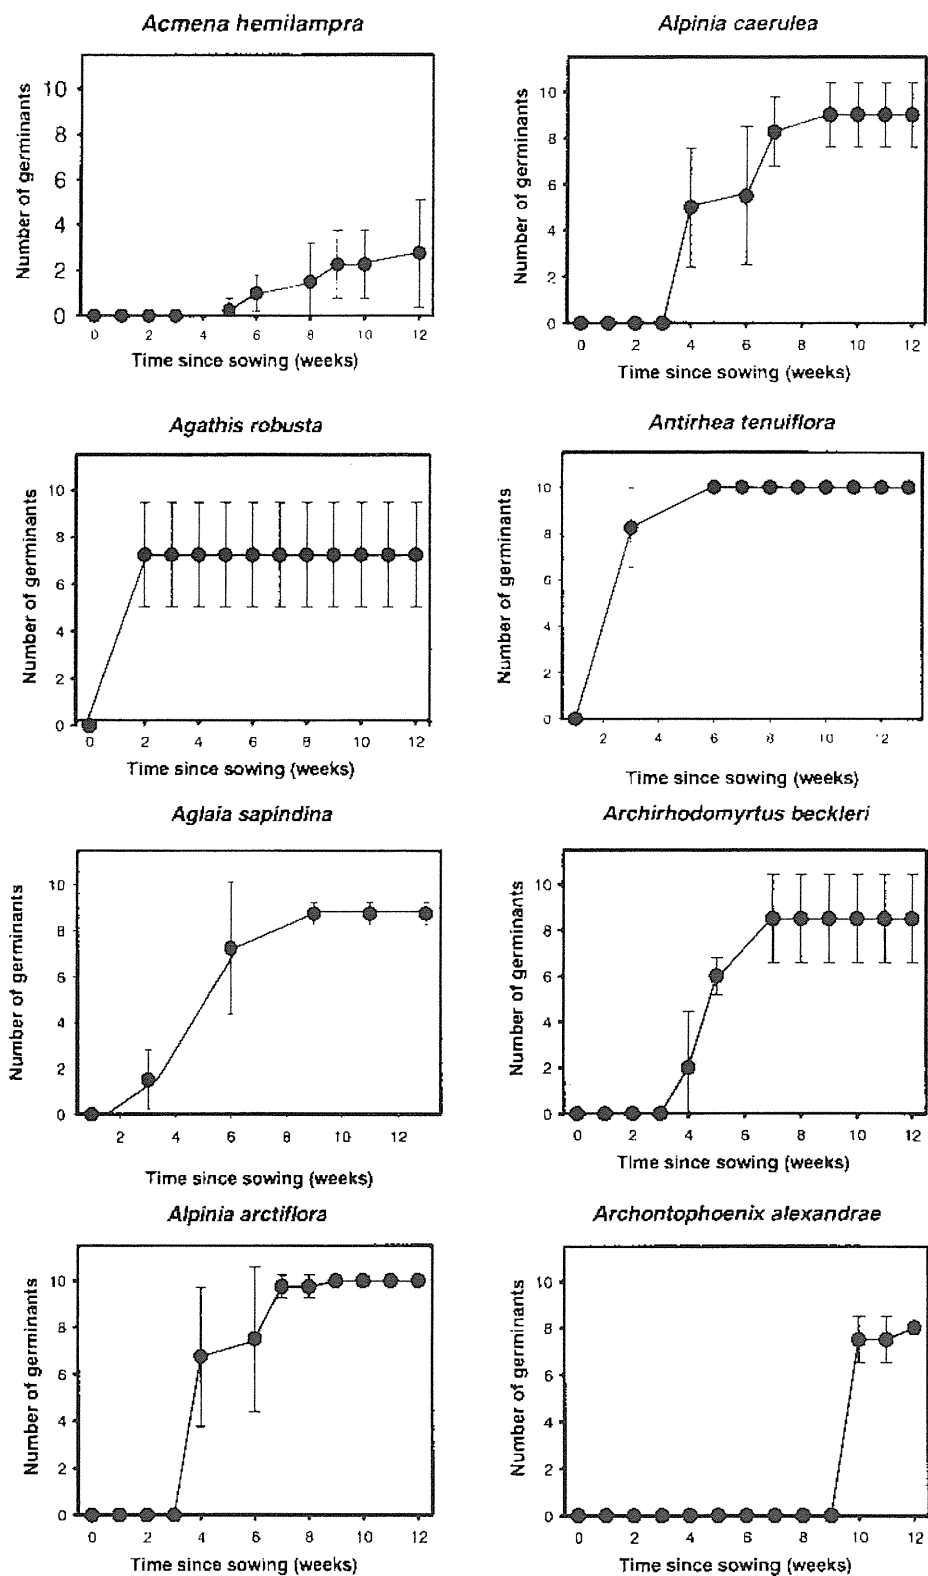 Acmena hemilampra
Number of germinants
10
8
6
4
2
0
0 2 4 6 8 10 12
Time since sowing (weeks)
Alpinia caerulea
Number of germinants
10
8
6
4
2
0
0 2 4 6 8 10 12
Time since sowing (weeks)
Agathis robusta
Number of germinants
10
8
6
4
2
0
0 2 4 6 8 10 12
Time since sowing (weeks)
Antirhea tenuiflora
Number of germinants
10
8
6
4
2
0
2 4 6 8 10 12
Time since sowing (weeks)
Aglaia sapindina
Number of germinants
10
8
6
4
2
0
2 4 6 8 10 12
Time since sowing (weeks)
Archirhodomyrtus beckleri
Number of germinants
10
8
6
4
2
0
0 2 4 6 8 10 12
Time since sowing (weeks)
Alpinia arctiflora
Number of germinants
10
8
6
4
2
0
0 2 4 6 8 10 12
Time since sowing (weeks)
Archontophoenix alexandrae
Number of germinants
10
8
6
4
2
0
0 2 4 6 8 10 12
Time since sowing (weeks)